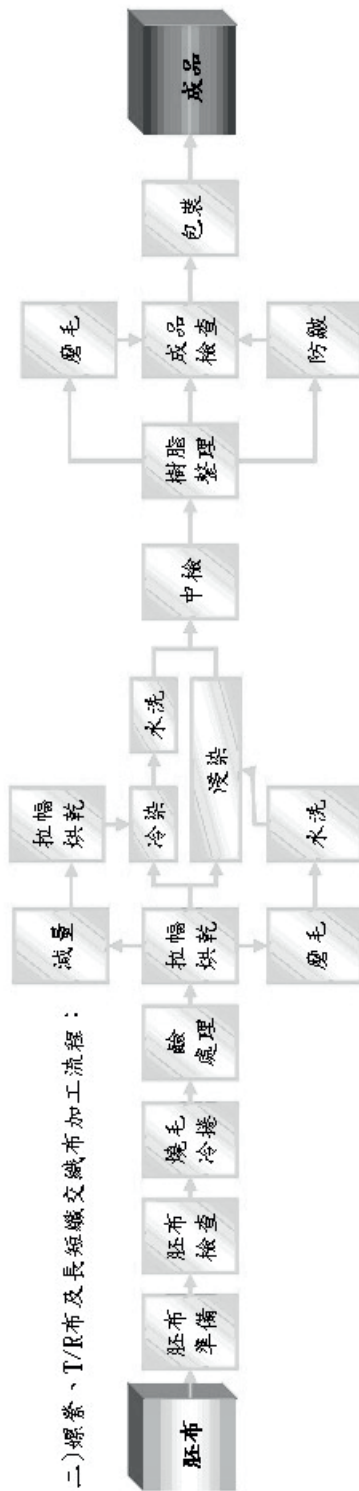 二)嫘縈、T/R布及長短纖交織布加工流程：
胚布
胚布
準備
胚布
檢查
燒毛
冷捲
鹼
處理
拉幅
烘乾
減量
拉幅
烘乾
磨毛
水洗
冷染
水洗
浸染
中檢
樹脂
整理
磨毛
成品
檢查
防皺
包裝
成品